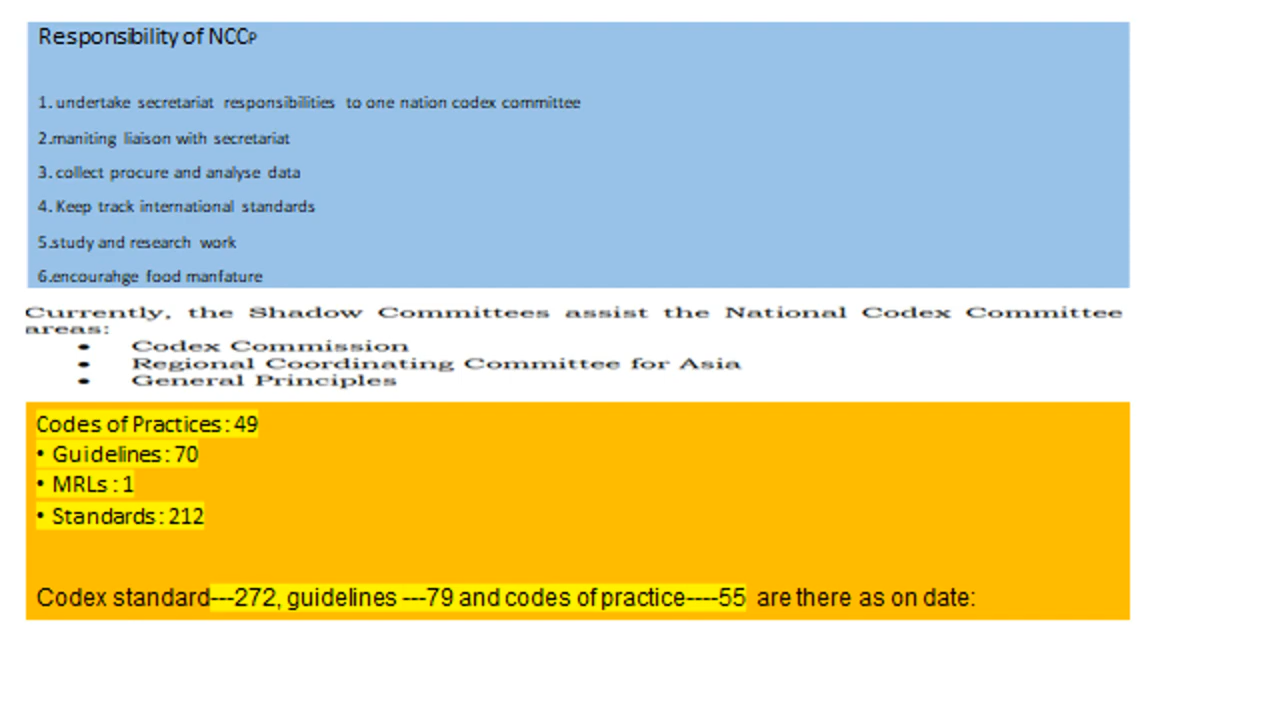 Responsibility of NCCP
1. undertake secretariat responsibilities to one nation codex committee
2.maniting liaison with secretariat
3. collect procure and analyse data
4. Keep track international standards
5.study and research work
6.encourahge food manfature
Currently, the Shadow Committees assist the National Codex Committee
areas:
• Codex Commission
• Regional Coordinating Committee for Asia
• General Principles
Codes of Practices : 49
• Guidelines : 70
• MRLs : 1
• Standards : 212
Codex standard---272, guidelines ---79 and codes of practice----55 are there as on date: